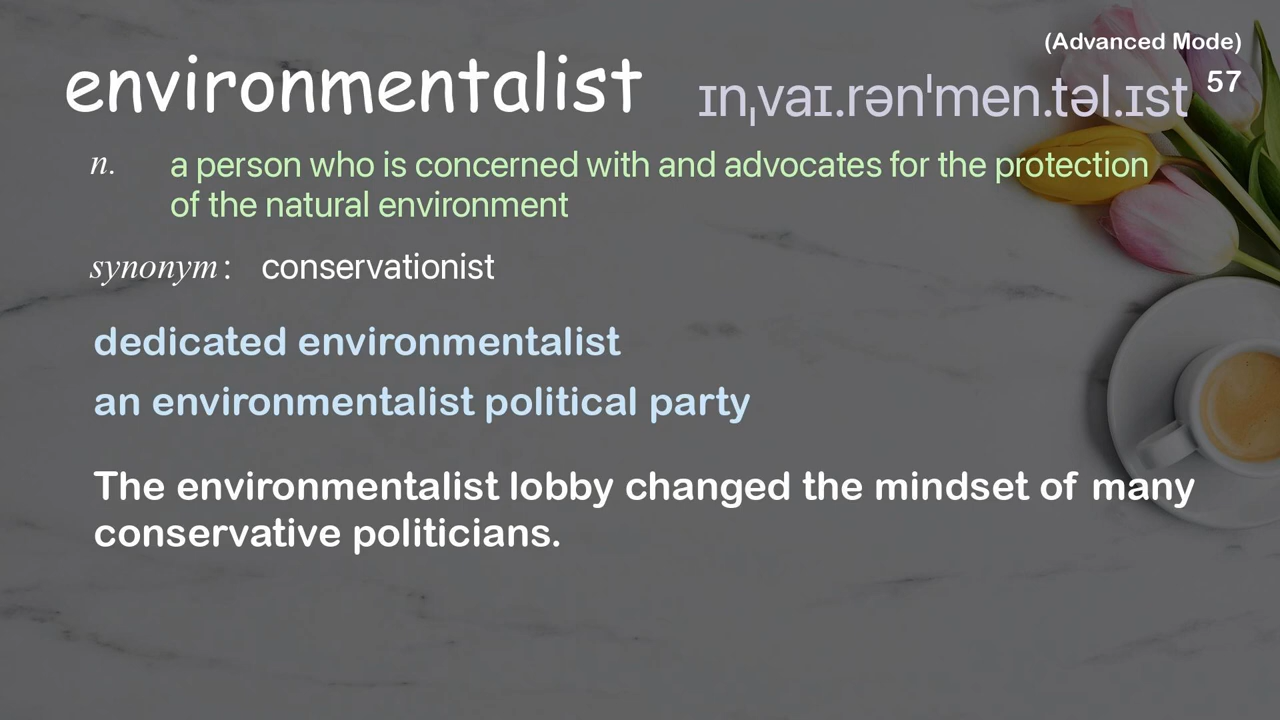 (Advanced Mode)
environmentalist ɪnˌvaɪ.rənˈmen.təl.ɪst 57
n. a person who is concerned with and advocates for the protection
of the natural environment
synonym: conservationist
dedicated environmentalist
an environmentalist political party
The environmentalist lobby changed the mindset of many
conservative politicians.